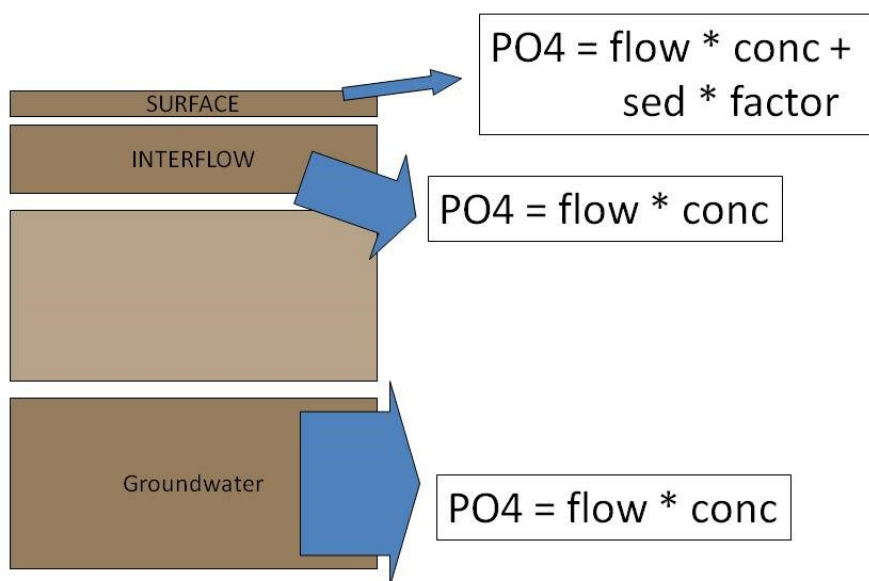 PO4 = flow * conc +
sed * factor
SURFACE
INTERFLOW
PO4 = flow * conc
Groundwater
PO4 = flow * conc